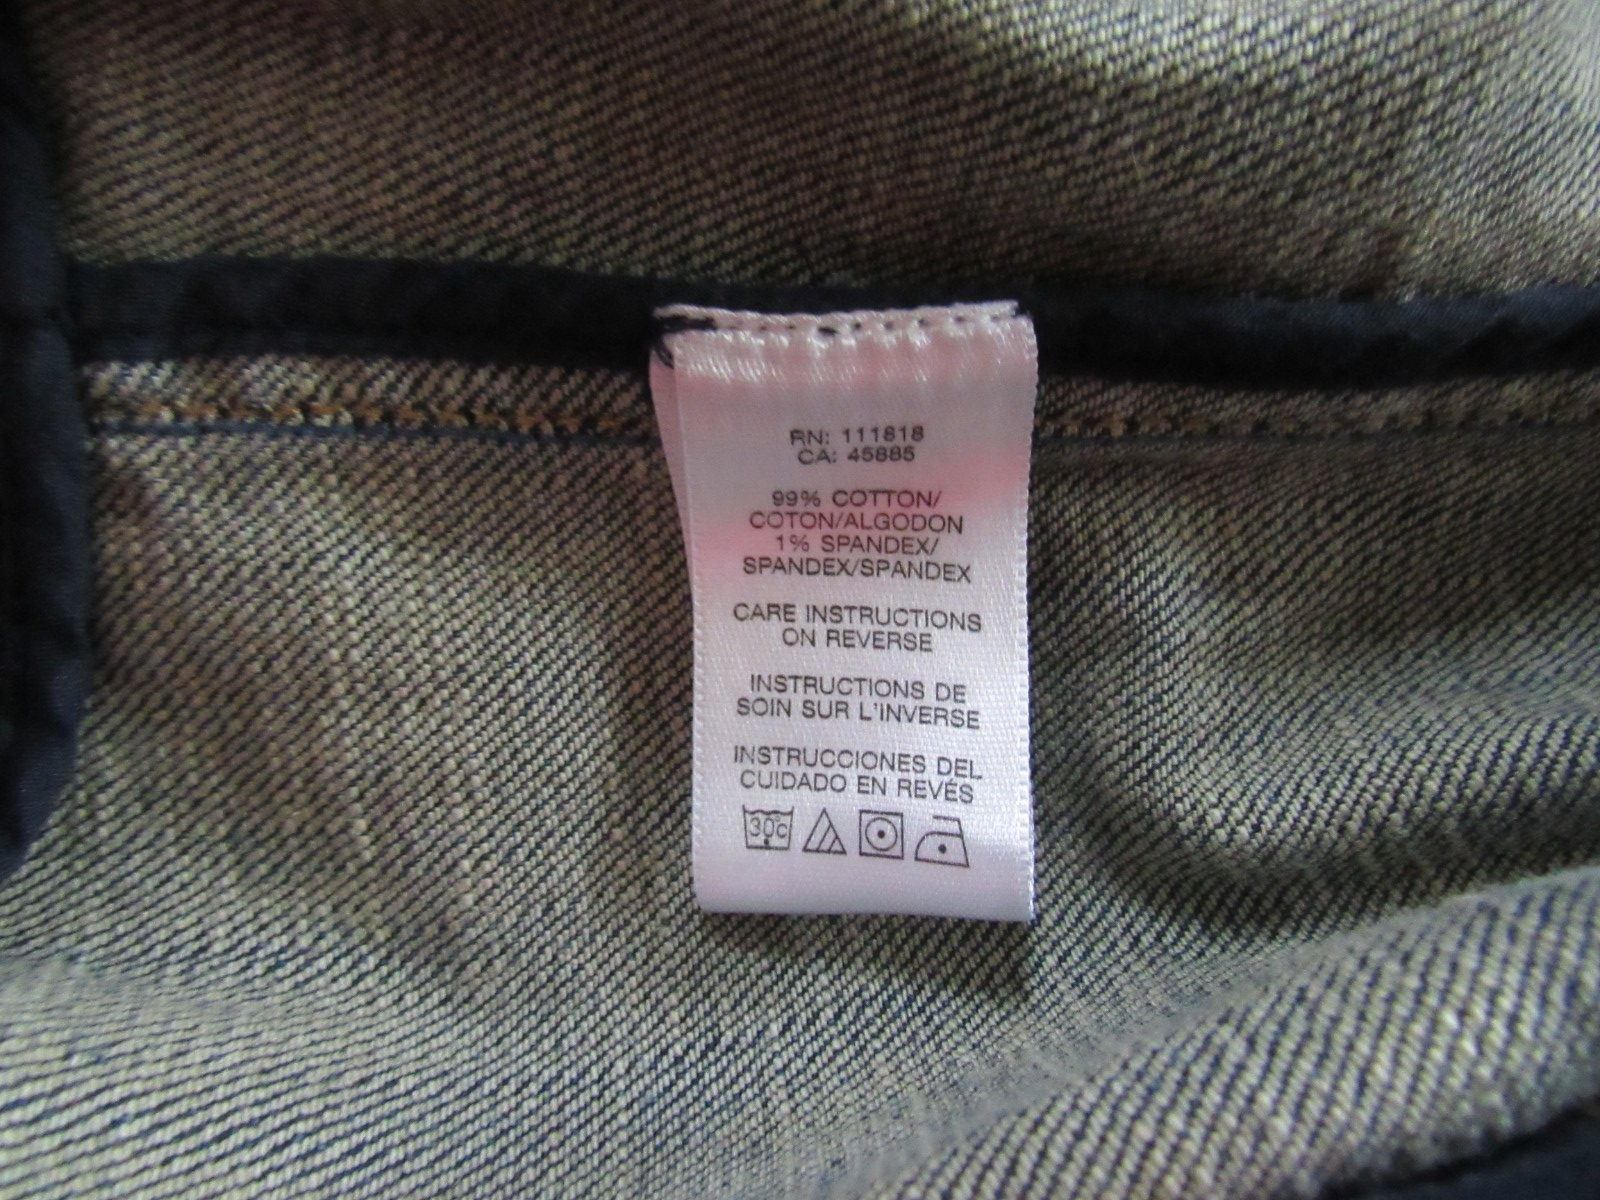 RN: 111818
CA: 45885
99% COTTON/
COTON/ALGODON
1% SPANDEX/
SPANDEX/SPANDEX
CARE INSTRUCTIONS
ON REVERSE
INSTRUCTIONS DE
SOIN SUR L'INVERSE
INSTRUCCIONES DEL
CUIDADO EN REVÉS
30°C